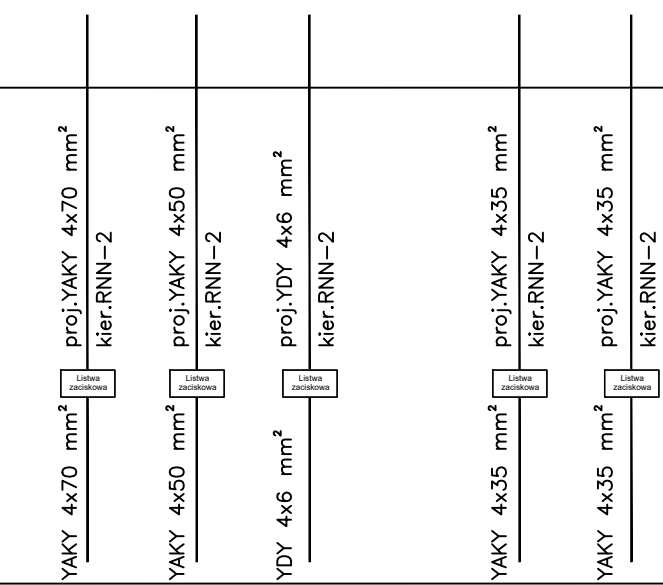 proj.YAKY 4x70 mm²
kier.RNN-2
Listwa
zaciskowa
YAKY 4x70 mm²
proj.YAKY 4x50 mm²
kier.RNN-2
Listwa
zaciskowa
YAKY 4x50 mm²
proj.YDY 4x6 mm²
kier.RNN-2
Listwa
zaciskowa
YDY 4x6 mm²
proj.YAKY 4x35 mm²
kier.RNN-2
Listwa
zaciskowa
YAKY 4x35 mm²
proj.YAKY 4x35 mm²
kier.RNN-2
Listwa
zaciskowa
YAKY 4x35 mm²